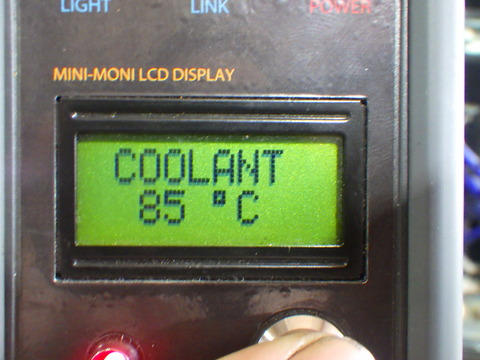 LIGHT LINK POWER
MINI-MONI LCD DISPLAY
COOLANT
85 °C